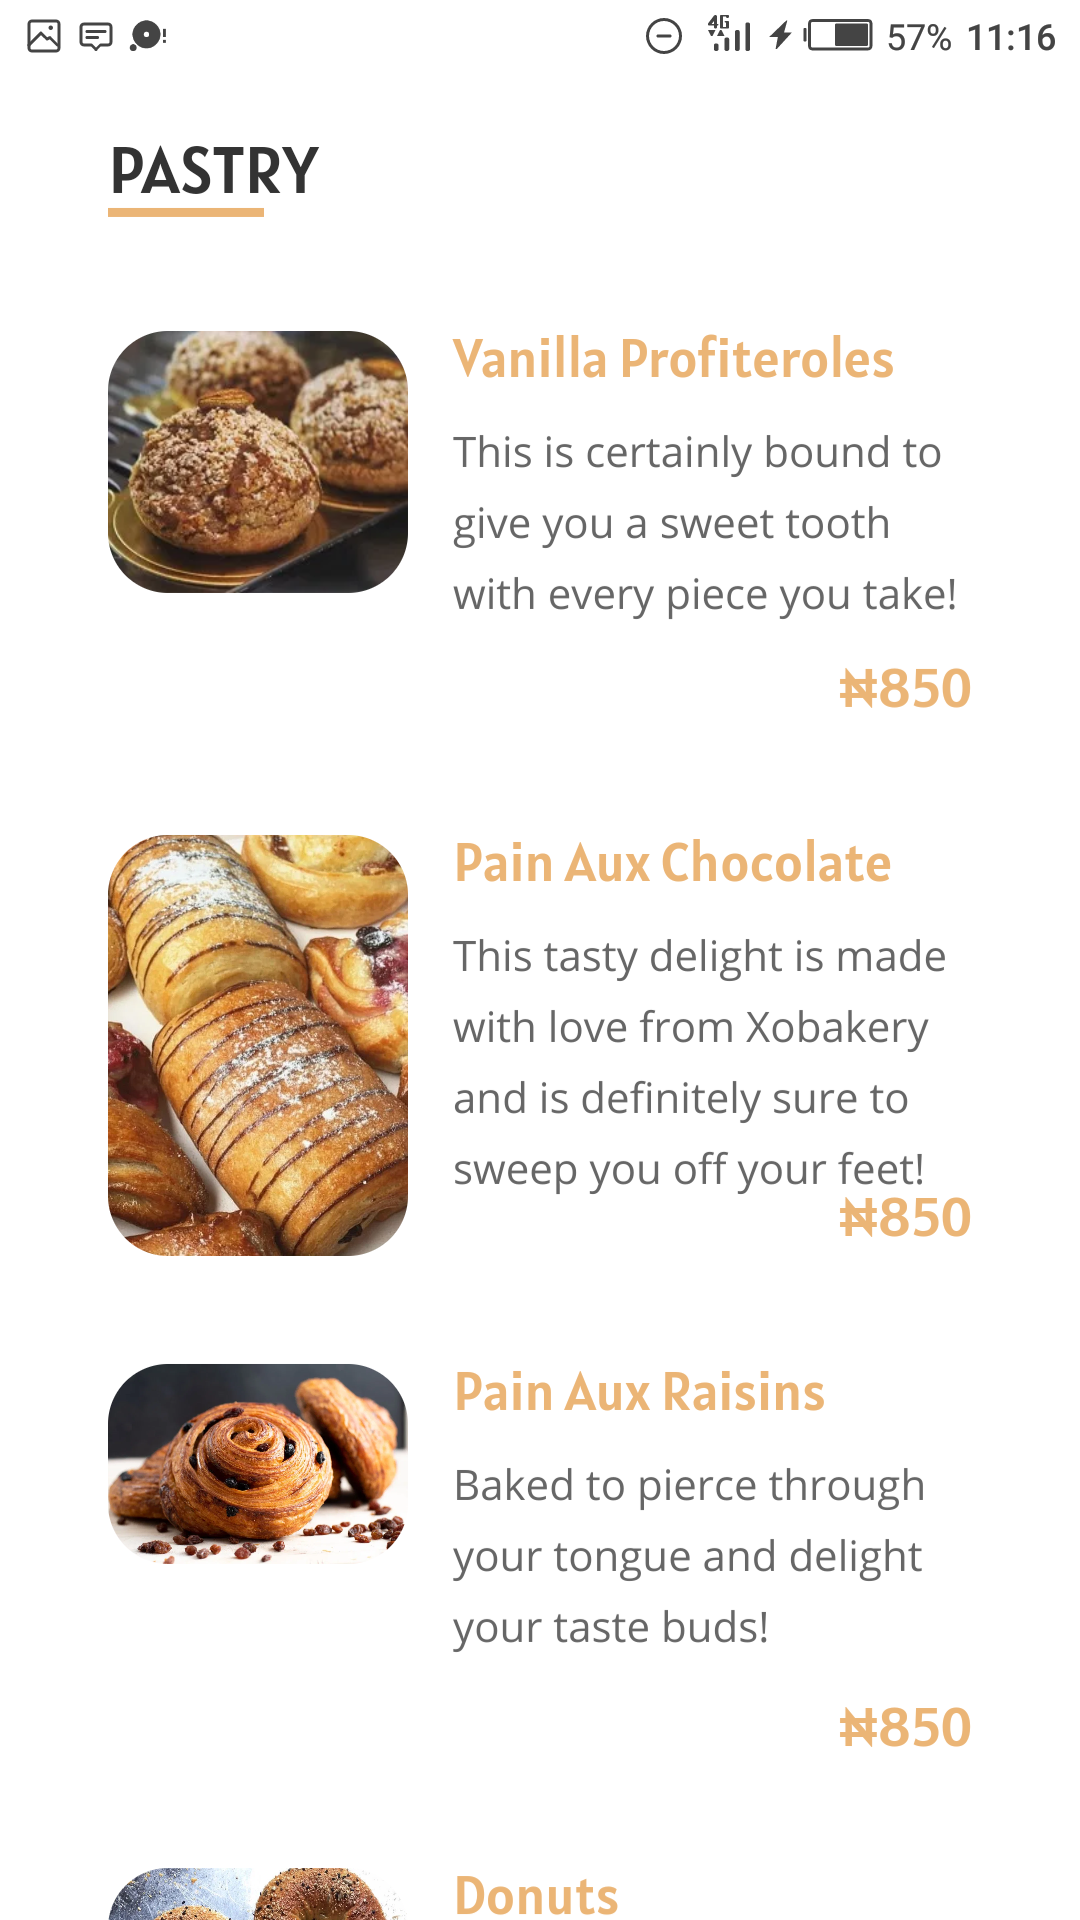 4G 57% 11:16
PASTRY
Vanilla Profiteroles
This is certainly bound to
give you a sweet tooth
with every piece you take!
₦850
Pain Aux Chocolate
This tasty delight is made
with love from Xobakery
and is definitely sure to
sweep you off your feet!
₦850
Pain Aux Raisins
Baked to pierce through
your tongue and delight
your taste buds!
₦850
Donuts